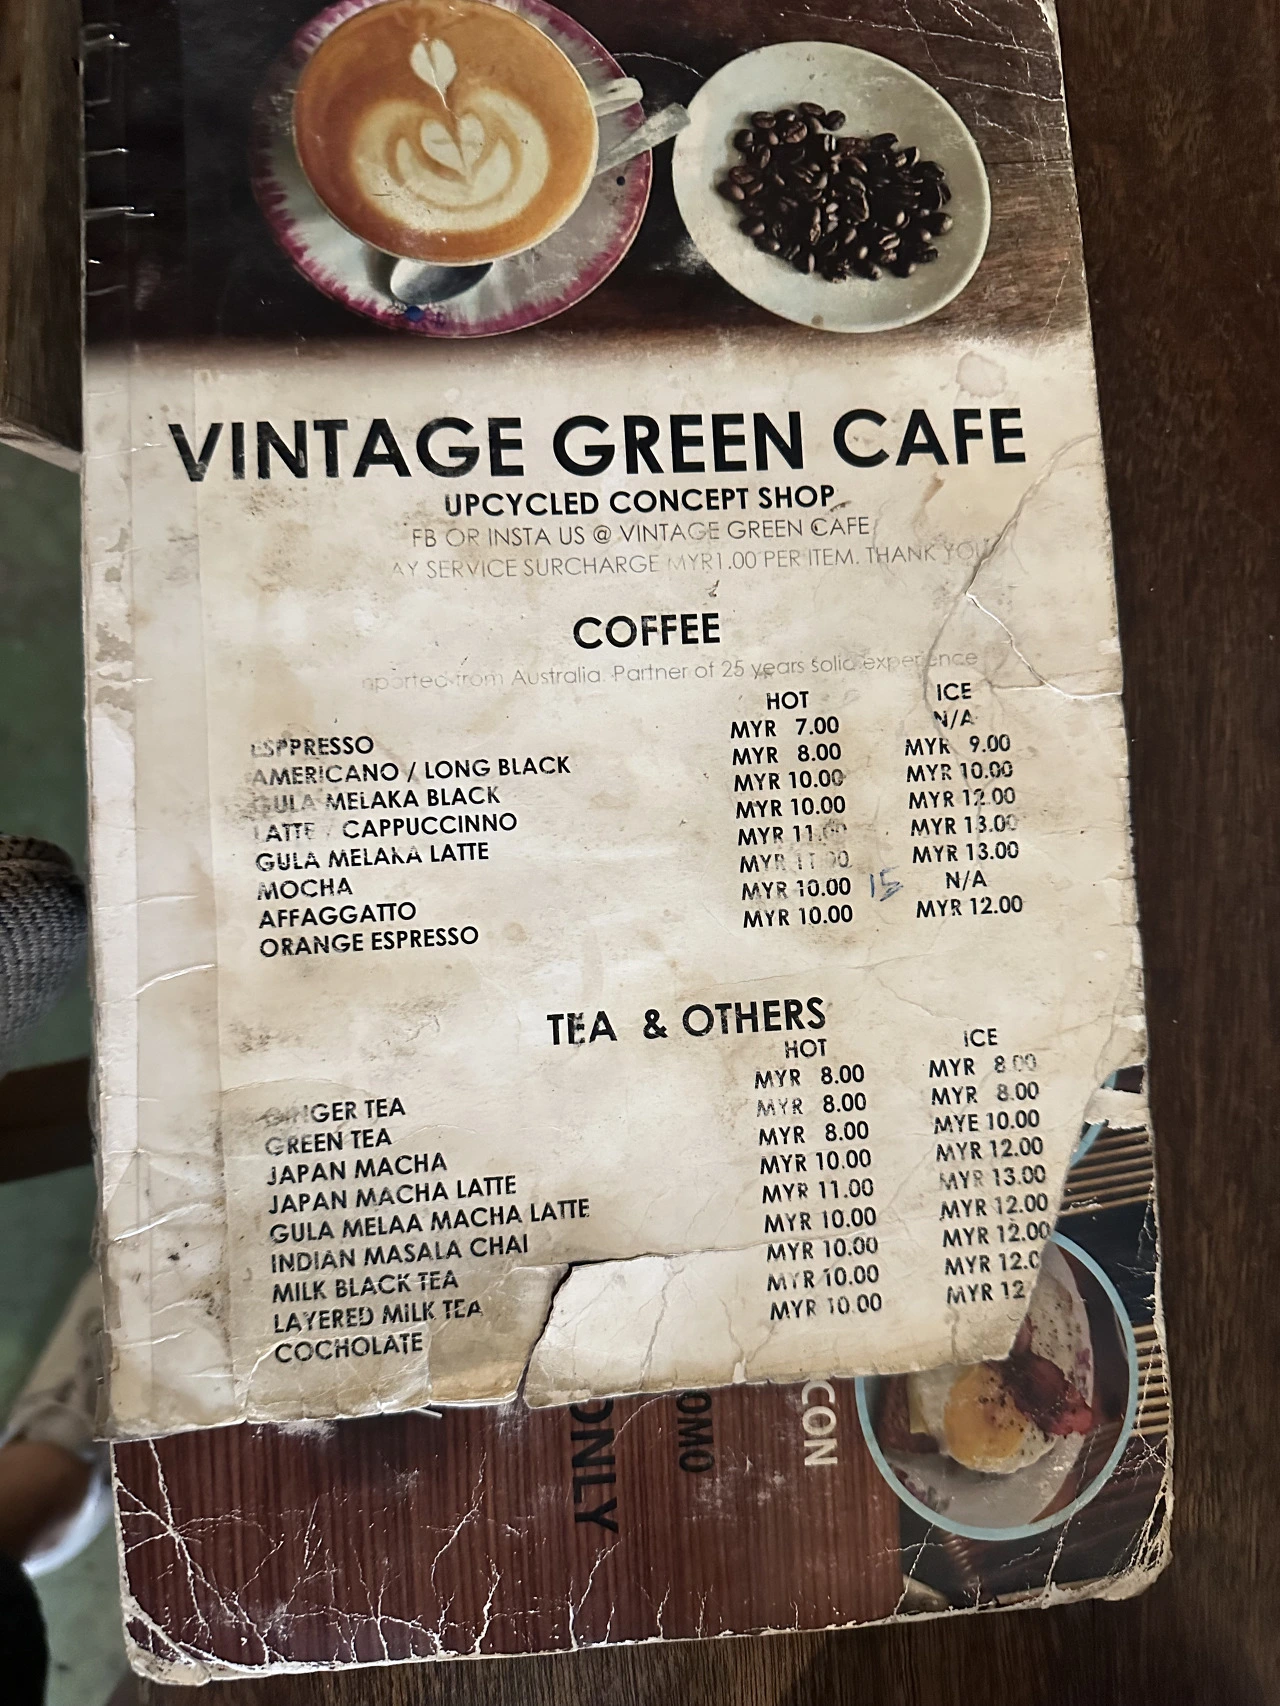 VINTAGE GREEN CAFE
UPCYCLED CONCEPT SHOP
FB OR INSTA US @ VINTAGE GREEN CAFE
AY SERVICE SURCHARGE MYR1.00 PER ITEM. THANK YOU
COFFEE
from Australia. Partner of 25 years solid experience
HOT ICE
ESPPRESSO MYR 7.00 N/A
AMERICANO / LONG BLACK MYR 8.00 MYR 9.00
GULA MELAKA BLACK MYR 10.00 MYR 10.00
LATTE / CAPPUCCINNO MYR 10.00 MYR 12.00
GULA MELAKA LATTE MYR 11.00 MYR 13.00
MOCHA MYR 11.00 MYR 13.00
AFFAGGATTO MYR 10.00 15 N/A
ORANGE ESPRESSO MYR 10.00 MYR 12.00
TEA & OTHERS
HOT ICE
GINGER TEA MYR 8.00 MYR 8.00
GREEN TEA MYR 8.00 MYR 8.00
JAPAN MACHA MYR 8.00 MYE 10.00
JAPAN MACHA LATTE MYR 10.00 MYR 12.00
GULA MELAA MACHA LATTE MYR 11.00 MYR 13.00
INDIAN MASALA CHAI MYR 10.00 MYR 12.00
MILK BLACK TEA MYR 10.00 MYR 12.00
LAYERED MILK TEA MYR 10.00 MYR 12.0
COCHOLATE MYR 10.00 MYR 12
CON
OMO
ONLY